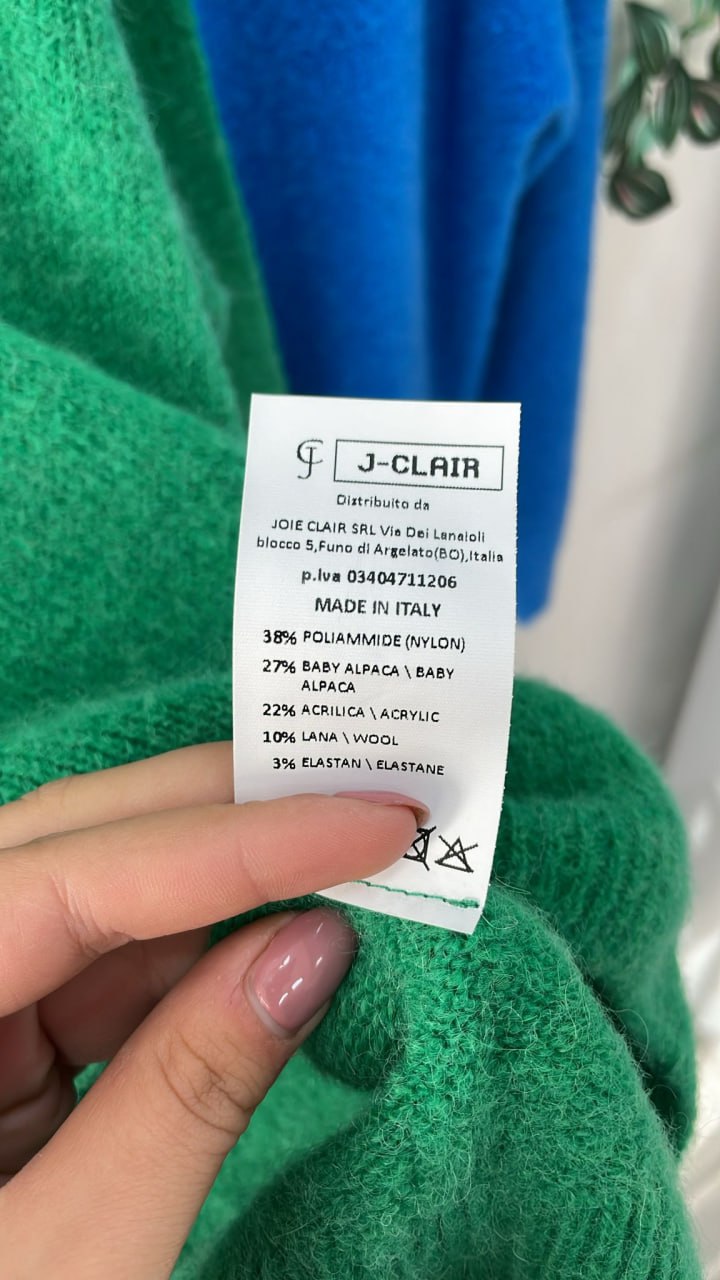 J-CLAIR
Distribuito da
JOIE CLAIR SRL Via Dei Lanaioli
blocco 5,Funo di Argelato(BO),Italia
p.Iva 03404711206
MADE IN ITALY
38% POLIAMMIDE (NYLON)
27% BABY ALPACA \ BABY
ALPACA
22% ACRILICA \ ACRYLIC
10% LANA \ WOOL
3% ELASTAN \ ELASTANE